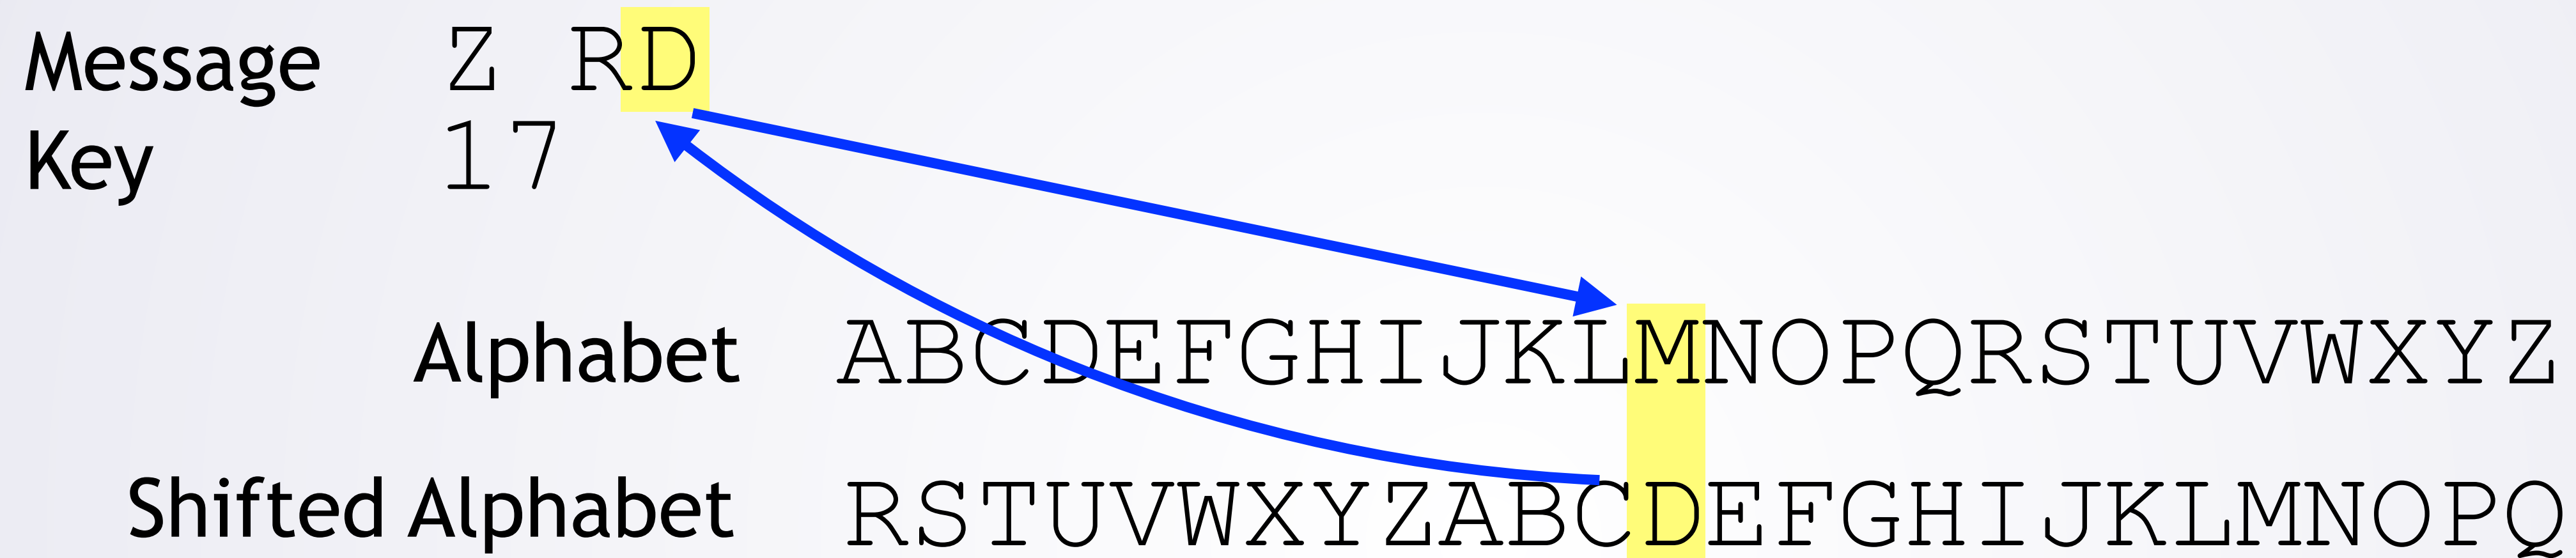 Message Z RD
Key 17
Alphabet ABCDEFGHIJKLMNOPQRSTUVWXYZ
Shifted Alphabet RSTUVWXYZABCDEFGHIJKLMNOPQ